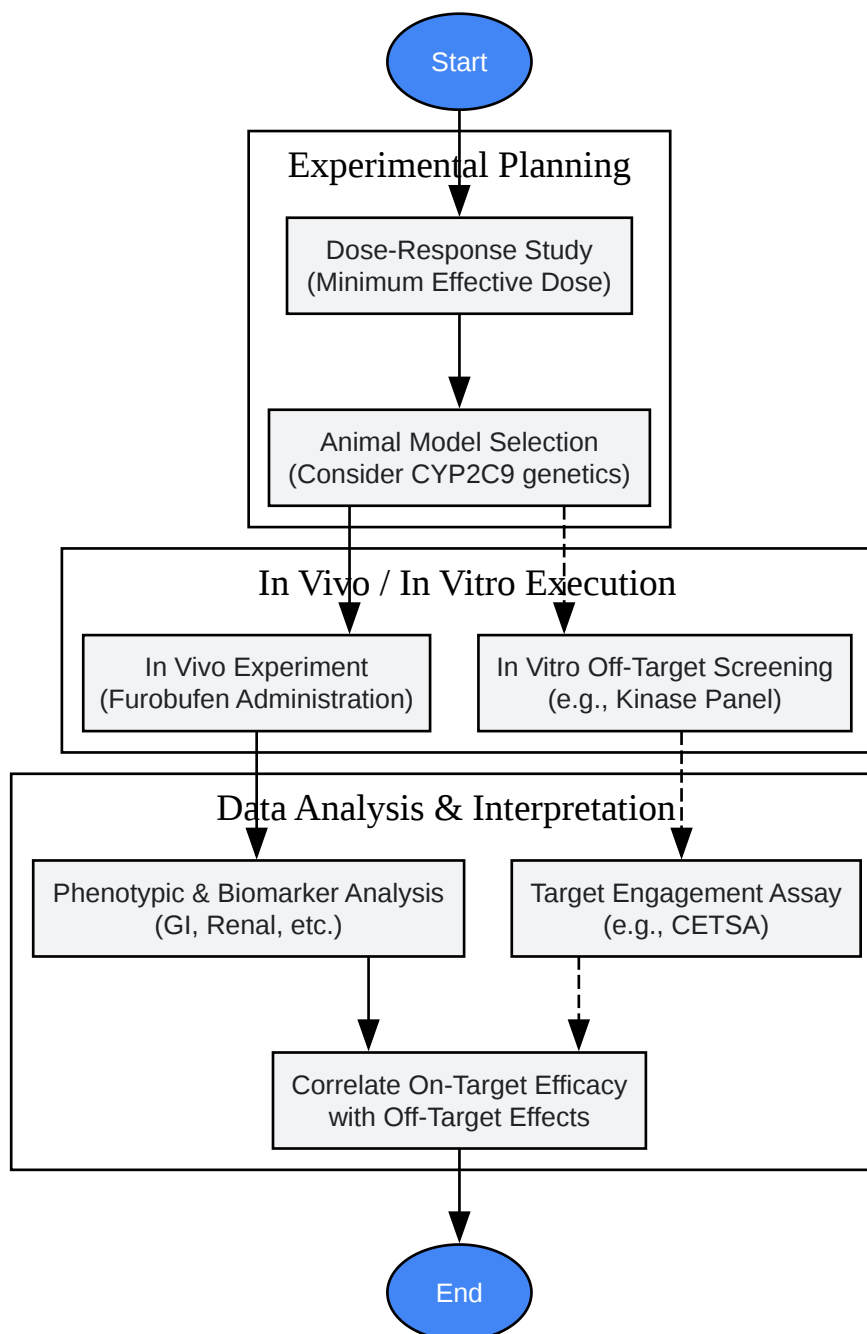 Start
Experimental Planning
Dose-Response Study
(Minimum Effective Dose)
Animal Model Selection
(Consider CYP2C9 genetics)
In Vivo / In Vitro Execution
In Vivo Experiment
(Furobufen Administration)
In Vitro Off-Target Screening
(e.g., Kinase Panel)
Data Analysis & Interpretation
Phenotypic & Biomarker Analysis
(GI, Renal, etc.)
Target Engagement Assay
(e.g., CETSA)
Correlate On-Target Efficacy
with Off-Target Effects
End